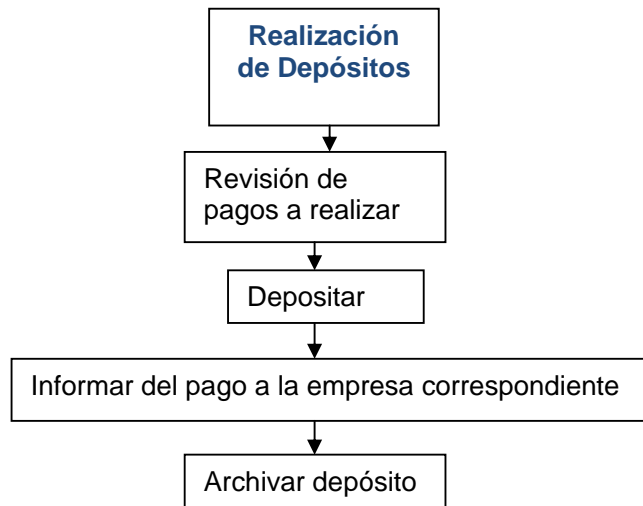 Realización
de Depósitos
Revisión de
pagos a realizar
Depositar
Informar del pago a la empresa correspondiente
Archivar depósito